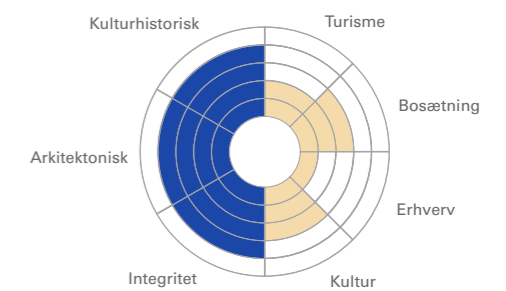 Kulturhistorisk
Turisme
Bosætning
Arkitektonisk
Erhverv
Integritet
Kultur